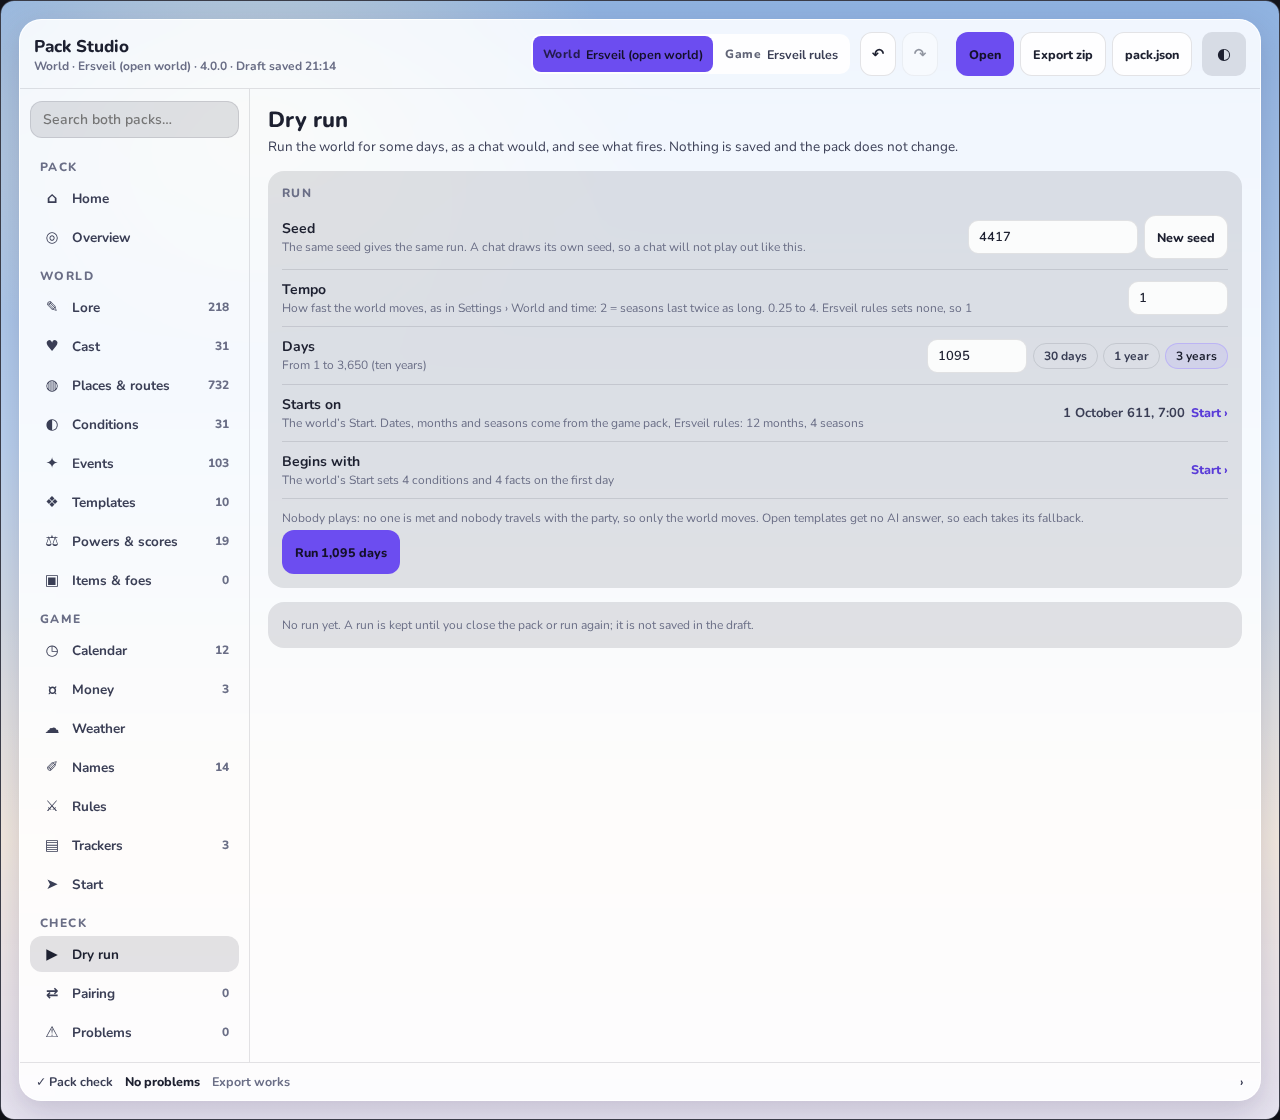 Pack Studio
World · Ersveil (open world) · 4.0.0 · Draft saved 21:14
World Ersveil (open world) Game Ersveil rules
Open Export zip pack.json
Search both packs…
PACK
Home
Overview
WORLD
Lore 218
Cast 31
Places & routes 732
Conditions 31
Events 103
Templates 10
Powers & scores 19
Items & foes 0
GAME
Calendar 12
Money 3
Weather
Names 14
Rules
Trackers 3
Start
CHECK
Dry run
Pairing 0
Problems 0
Dry run
Run the world for some days, as a chat would, and see what fires. Nothing is saved and the pack does not change.
RUN
Seed
The same seed gives the same run. A chat draws its own seed, so a chat will not play out like this.
4417 New seed
Tempo
How fast the world moves, as in Settings › World and time: 2 = seasons last twice as long. 0.25 to 4. Ersveil rules sets none, so 1
1
Days
From 1 to 3,650 (ten years)
1095 30 days 1 year 3 years
Starts on
The world's Start. Dates, months and seasons come from the game pack, Ersveil rules: 12 months, 4 seasons
1 October 611, 7:00 Start ›
Begins with
The world's Start sets 4 conditions and 4 facts on the first day
Start ›
Nobody plays: no one is met and nobody travels with the party, so only the world moves. Open templates get no AI answer, so each takes its fallback.
Run 1,095 days
No run yet. A run is kept until you close the pack or run again; it is not saved in the draft.
✓ Pack check No problems Export works ›